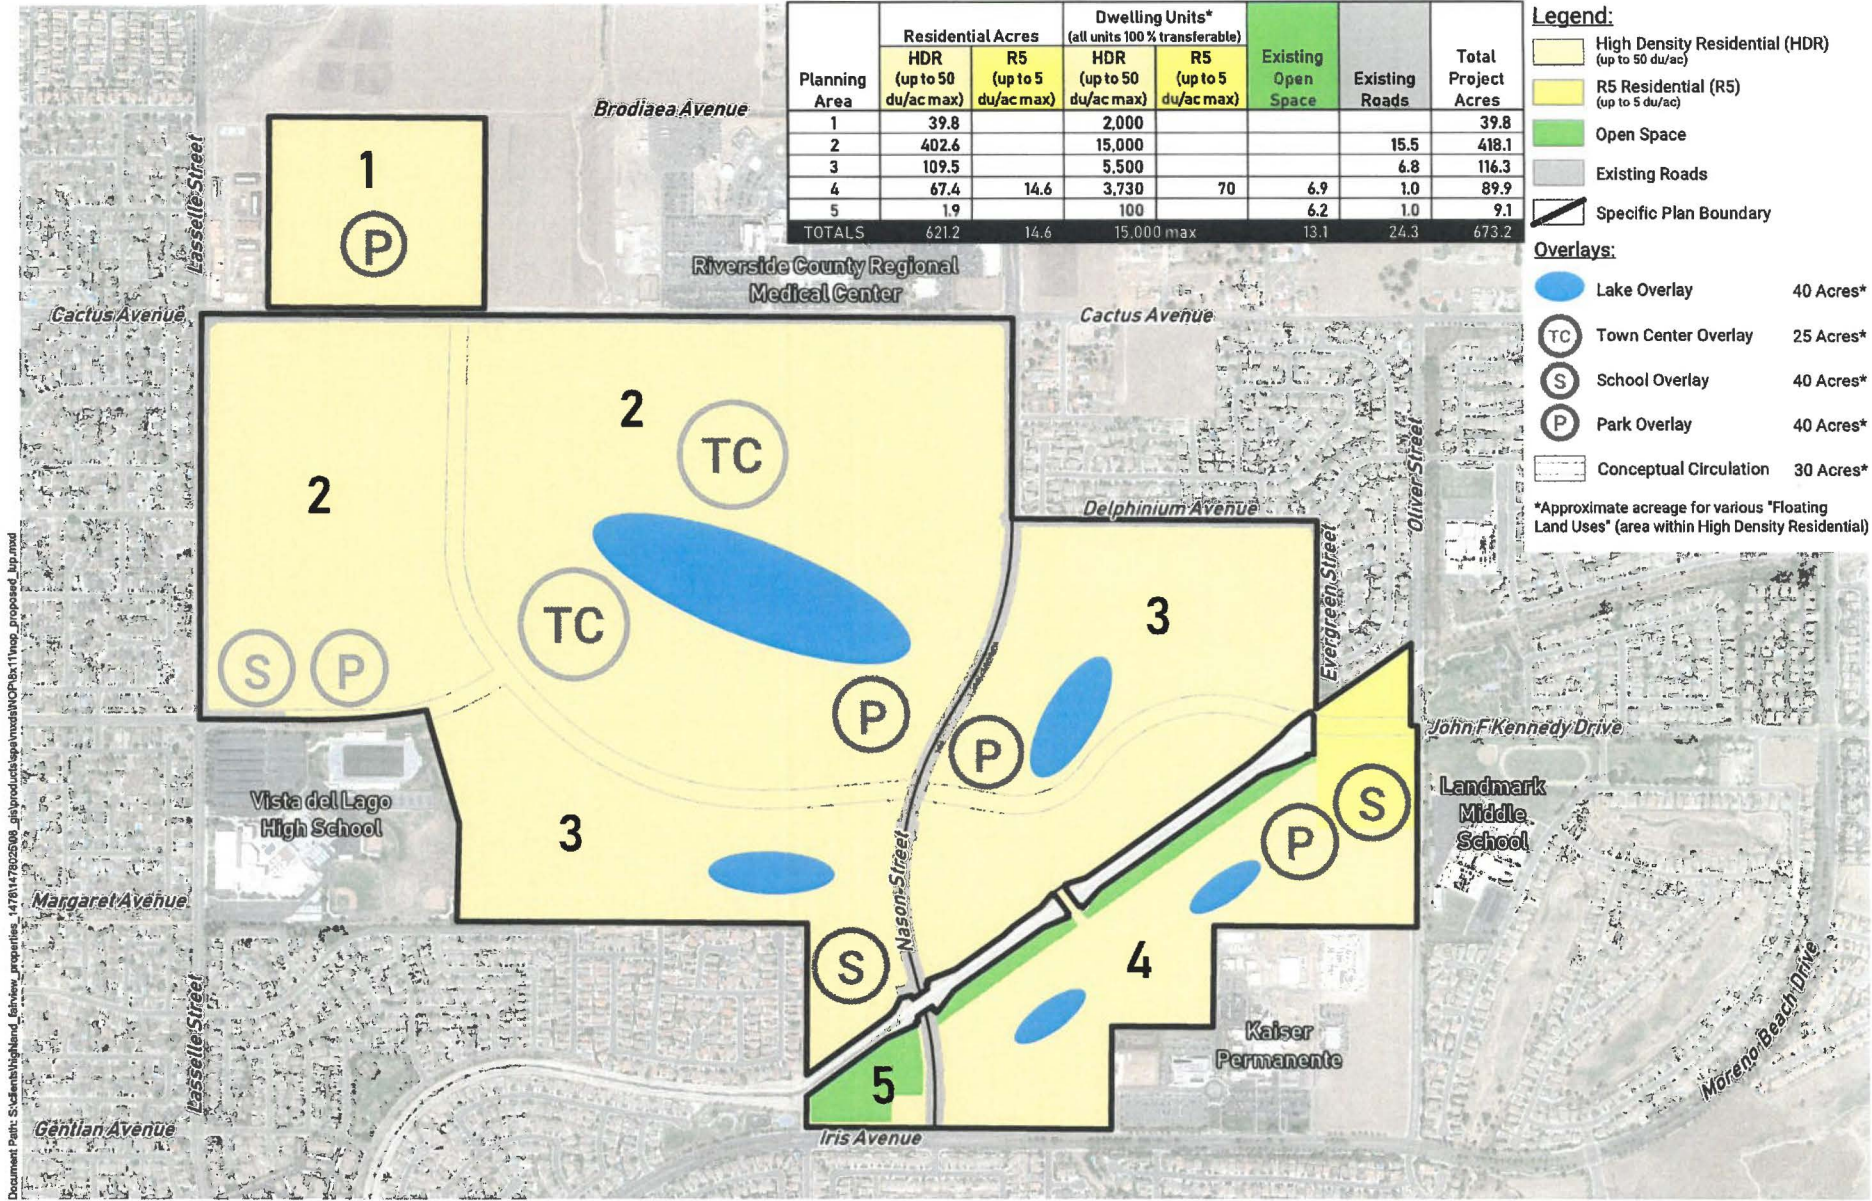 Planning Area
Residential Acres
HDR (up to 50 du/ac max)
R5 (up to 5 du/ac max)
Dwelling Units*
(all units 100 % transferable)
HDR (up to 50 du/ac max)
R5 (up to 5 du/ac max)
Existing Open Space
Existing Roads
Total Project Acres
1 39.8 2,000 39.8
2 402.6 15,000 15.5 418.1
3 109.5 5,500 6.8 116.3
4 67.4 14.6 3,730 70 6.9 1.0 89.9
5 1.9 100 6.2 1.0 9.1
TOTALS 621.2 14.6 15,000 max 13.1 24.3 673.2
Legend:
High Density Residential (HDR)
(up to 50 du/ac)
R5 Residential (R5)
(up to 5 du/ac)
Open Space
Existing Roads
Specific Plan Boundary
Overlays:
Lake Overlay 40 Acres*
TC Town Center Overlay 25 Acres*
S School Overlay 40 Acres*
P Park Overlay 40 Acres*
Conceptual Circulation 30 Acres*
*Approximate acreage for various "Floating
Land Uses" (area within High Density Residential)
Brodiaea Avenue
Lasselle Street
1
P
Riverside County Regional
Medical Center
Cactus Avenue
Cactus Avenue
2
TC
2
Delphinium Avenue
Oliver Street
Evergreen Street
TC
3
S
P
P
P
John F Kennedy Drive
Vista del Lago
High School
3
S
P
Landmark
Middle
School
Nason Street
Margaret Avenue
S
4
Lasselle Street
Kaiser
Permanente
Moreno Beach Drive
5
Gentian Avenue
Iris Avenue